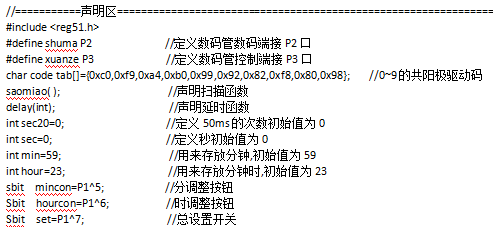 //===========声明区================================================
#include <reg51.h>
#define shuma P2 //定义数码管数码端接 P2 口
#define xuanze P3 //定义数码管控制端接 P3 口
char code tab[]={0xc0,0xf9,0xa4,0xb0,0x99,0x92,0x82,0xf8,0x80,0x98}; //0~9的共阳极驱动码
saomiao( ); //声明扫描函数
delay(int); //声明延时函数
int sec20=0; //定义 50ms 的次数初始值为 0
int sec=0; //定义秒初始值为 0
int min=59; //用来存放分钟,初始值为 59
int hour=23; //用来存放分钟时,初始值为 23
sbit mincon=P1^5; //分调整按钮
Sbit hourcon=P1^6; //时调整按钮
Sbit set=P1^7; //总设置开关